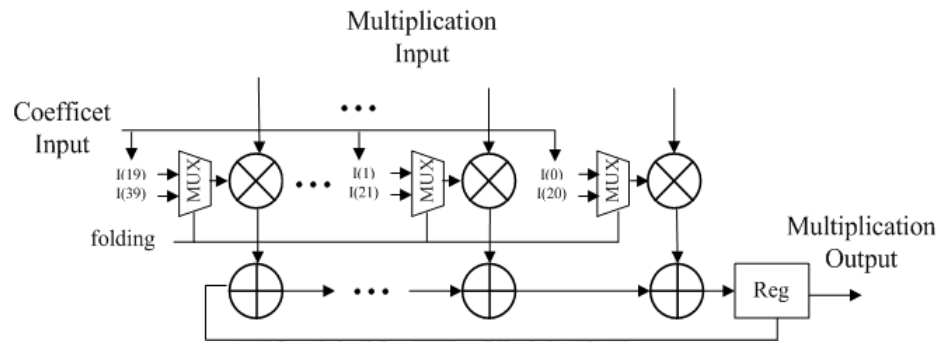 Multiplication
Input
Coefficet
Input
I(19)
I(39)
MUX
I(1)
I(21)
MUX
I(0)
I(20)
MUX
folding
Multiplication
Output
Reg